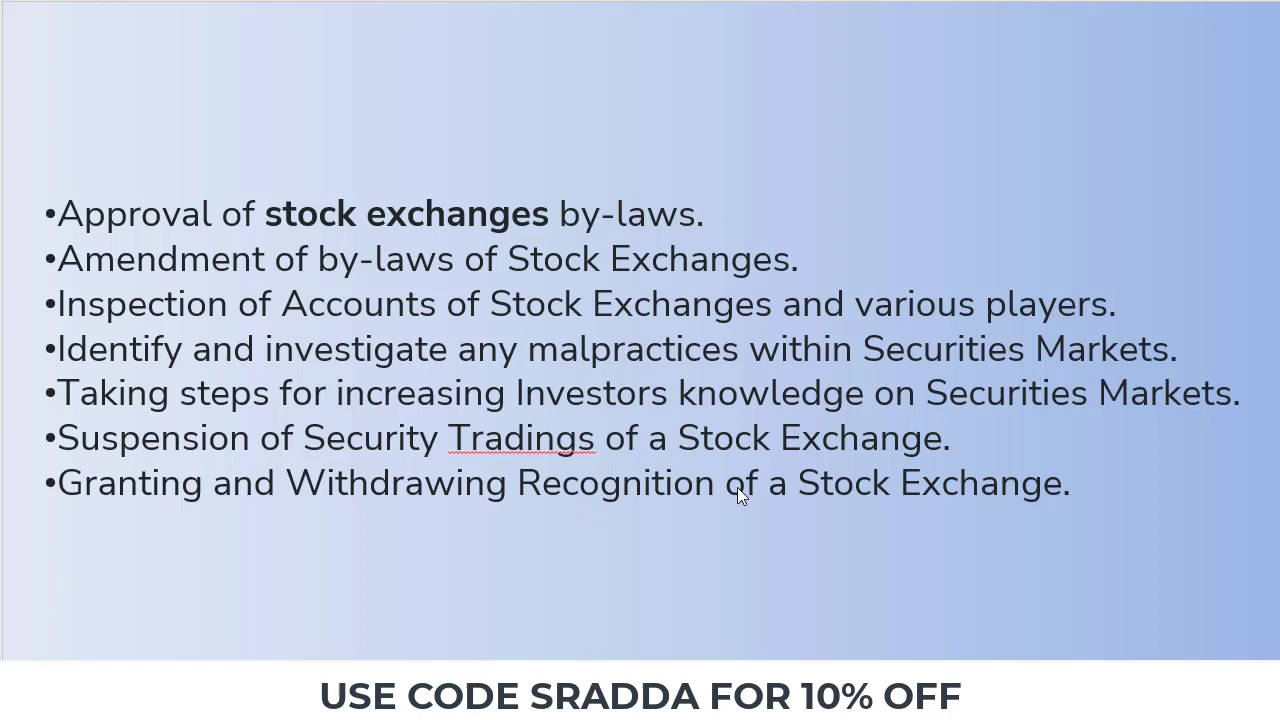 •Approval of stock exchanges by-laws.
•Amendment of by-laws of Stock Exchanges.
•Inspection of Accounts of Stock Exchanges and various players.
•Identify and investigate any malpractices within Securities Markets.
•Taking steps for increasing Investors knowledge on Securities Markets.
•Suspension of Security Tradings of a Stock Exchange.
•Granting and Withdrawing Recognition of a Stock Exchange.
USE CODE SRADDA FOR 10% OFF